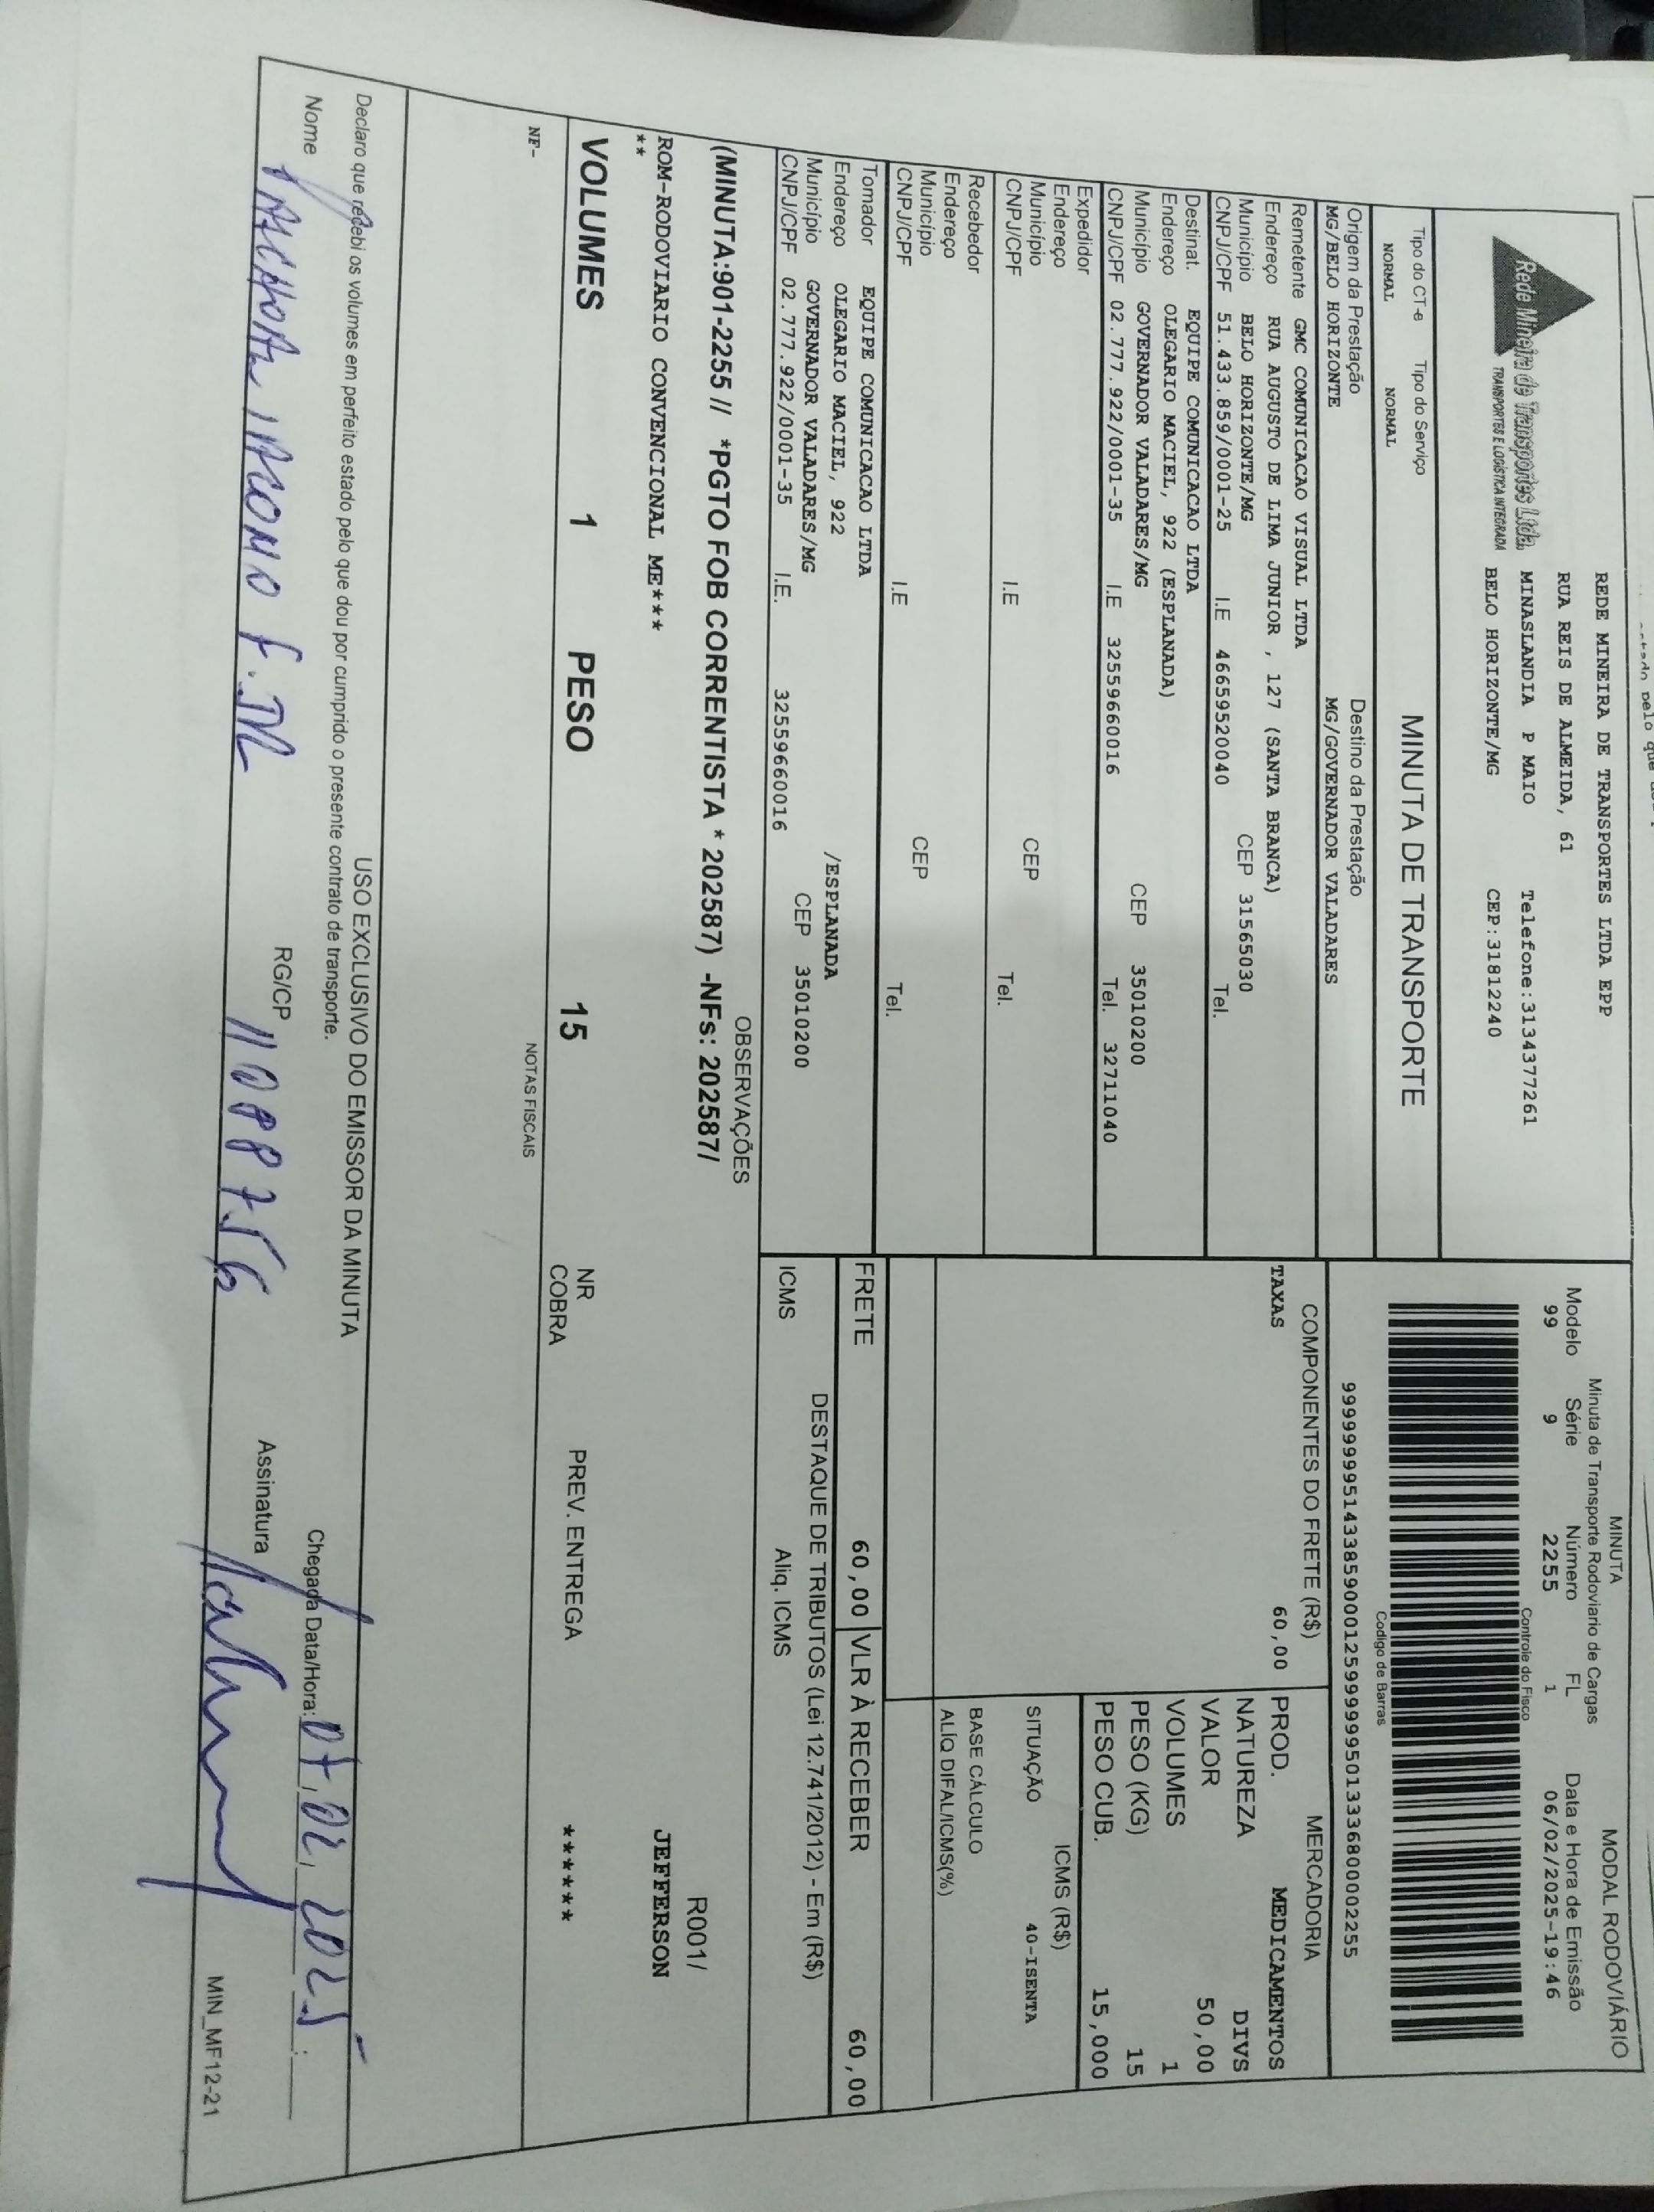 REDE MINEIRA DE TRANSPORTES LTDA EPP
RUA REIS DE ALMEIDA, 61
Rede Mineira de Transportes Ltda.
TRANSPORTES E LOGÍSTICA INTEGRADA
MINASLANDIA P MAIO Telefone:3134377261
BELO HORIZONTE/MG CEP:31812240
MINUTA MODAL RODOVIÁRIO
Minuta de Transporte Rodoviario de Cargas
Modelo Série Número FL Data e Hora de Emissão
99 9 2255 1 06/02/2025-19:46
Controle do Fisco
Tipo do CT-e Tipo do Serviço MINUTA DE TRANSPORTE
NORMAL NORMAL
Codigo de Barras
Origem da Prestação Destino da Prestação
MG/BELO HORIZONTE MG/GOVERNADOR VALADARES
Remetente GMC COMUNICACAO VISUAL LTDA
Endereço RUA AUGUSTO DE LIMA JUNIOR , 127 (SANTA BRANCA)
Município BELO HORIZONTE/MG CEP 31565030
CNPJ/CPF 51.433.859/0001-25 I.E 46659520040 Tel.
Destinat. EQUIPE COMUNICACAO LTDA
Endereço OLEGARIO MACIEL, 922 (ESPLANADA)
Município GOVERNADOR VALADARES/MG CEP 35010200
CNPJ/CPF 02.777.922/0001-35 I.E 32559660016 Tel. 32711040
Expedidor
Endereço
Município CEP
CNPJ/CPF I.E Tel.
Recebedor
Endereço
Município CEP
CNPJ/CPF I.E Tel.
Tomador EQUIPE COMUNICACAO LTDA
Endereço OLEGARIO MACIEL, 922 /ESPLANADA
Município GOVERNADOR VALADARES/MG CEP 35010200
CNPJ/CPF 02.777.922/0001-35 I.E. 32559660016
COMPONENTES DO FRETE (R$)
TAXAS 60,00
MERCADORIA
PROD. MEDICAMENTOS
NATUREZA DIVS
VALOR 50,00
VOLUMES 1
PESO (KG) 15
PESO CUB. 15,000
ICMS (R$)
SITUAÇÃO 40-ISENTA
BASE CÁLCULO
ALÍQ DIFAL/ICMS(%)
FRETE 60,00 VLR À RECEBER 60,00
DESTAQUE DE TRIBUTOS (Lei 12.741/2012) - Em (R$)
ICMS Aliq. ICMS
OBSERVAÇÕES
(MINUTA:901-2255 // *PGTO FOB CORRENTISTA * 202587) -NFs: 202587/ R001/
ROM-RODOVIARIO CONVENCIONAL ME**** JEFFERSON
**
VOLUMES 1 PESO 15 NR COBRA PREV. ENTREGA ******
NOTAS FISCAIS
NF-
USO EXCLUSIVO DO EMISSOR DA MINUTA
Declaro que recebi os volumes em perfeito estado pelo que dou por cumprido o presente contrato de transporte.
Chegada Data/Hora: 07,02,2025
Nome RG/CP Assinatura
MIN_MF12-21